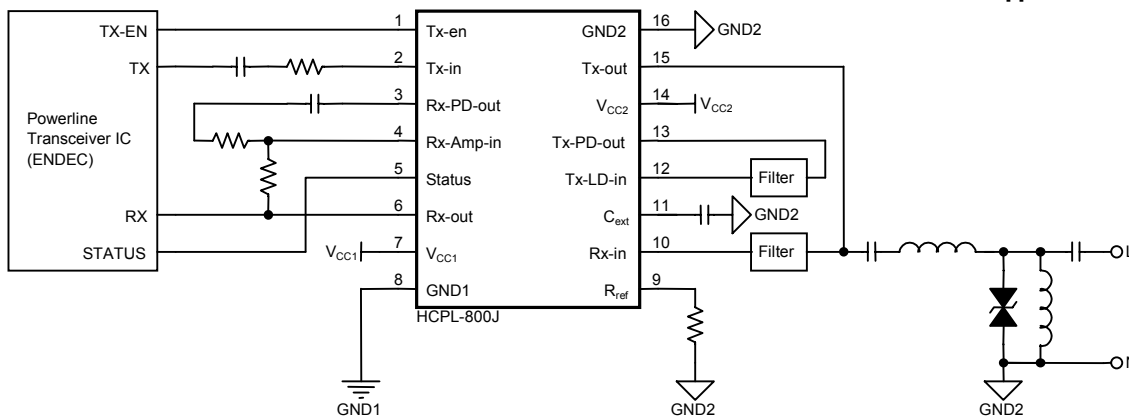 TX-EN
TX
Powerline
Transceiver IC
(ENDEC)
RX
STATUS
1
2
3
4
5
6
7
8
VCC1
GND1
Tx-en
Tx-in
Rx-PD-out
Rx-Amp-in
Status
Rx-out
VCC1
GND1
HCPL-800J
GND2
Tx-out
VCC2
Tx-PD-out
Tx-LD-in
Cext
Rx-in
Rref
16
15
14
13
12
11
10
9
GND2
VCC2
Filter
GND2
Filter
GND2
GND2
L